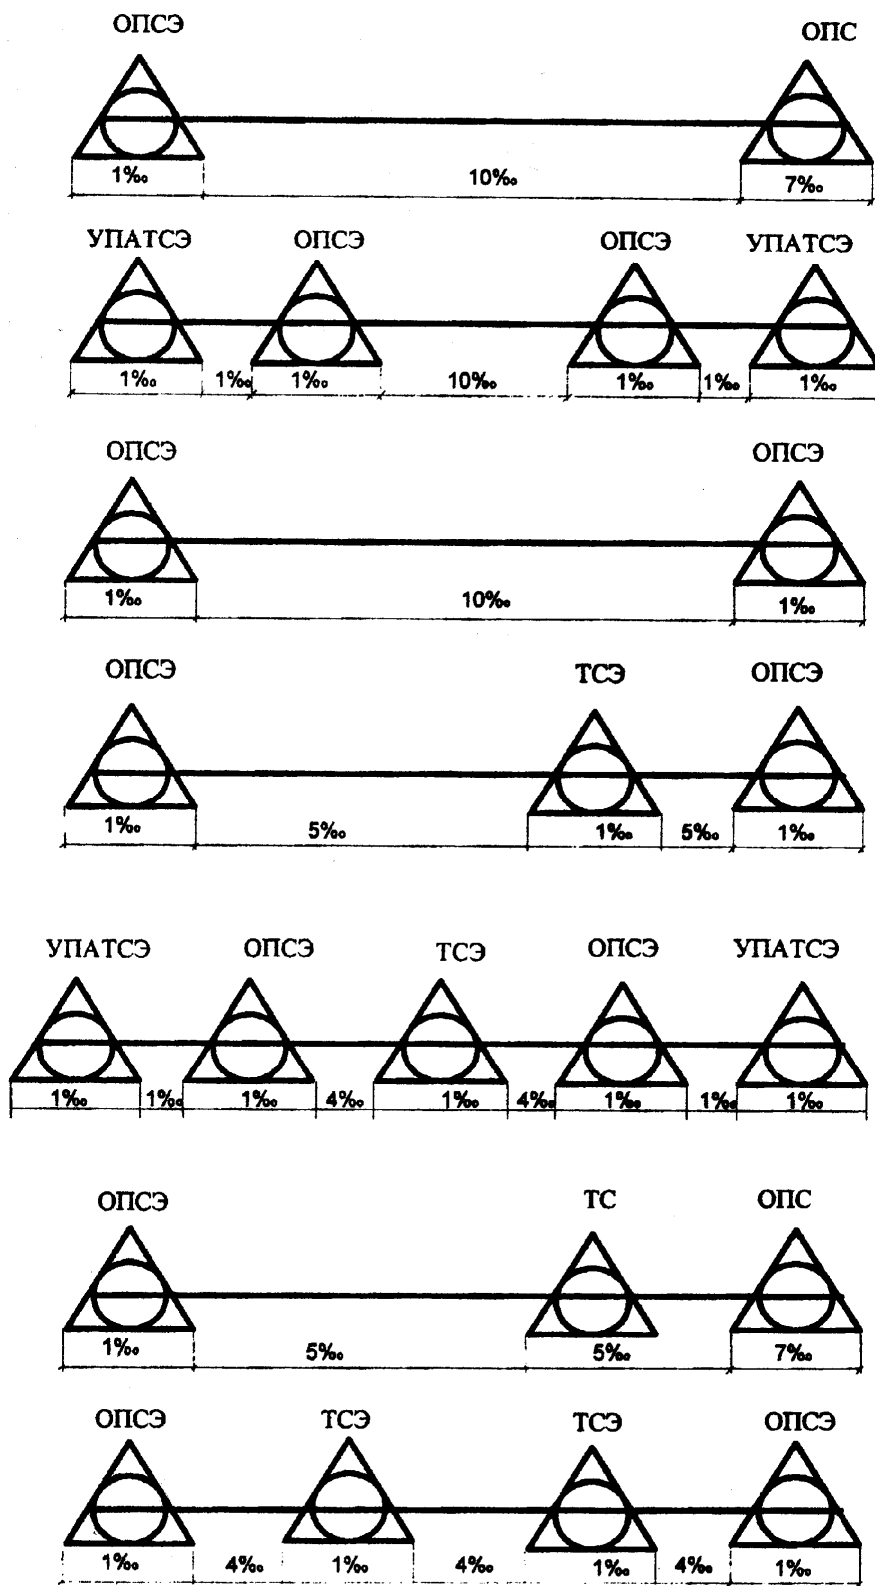 ОПСЭ ОПС
1‰ 10‰ 7‰
УПАТСЭ ОПСЭ ОПСЭ УПАТСЭ
1‰ 1‰ 1‰ 10‰ 1‰ 1‰ 1‰
ОПСЭ ОПСЭ
1‰ 10‰ 1‰
ОПСЭ ТСЭ ОПСЭ
1‰ 5‰ 1‰ 5‰ 1‰
УПАТСЭ ОПСЭ ТСЭ ОПСЭ УПАТСЭ
1‰ 1‰ 1‰ 4‰ 1‰ 4‰ 1‰ 1‰ 1‰
ОПСЭ ТС ОПС
1‰ 5‰ 5‰ 7‰
ОПСЭ ТСЭ ТСЭ ОПСЭ
1‰ 4‰ 1‰ 4‰ 1‰ 4‰ 1‰